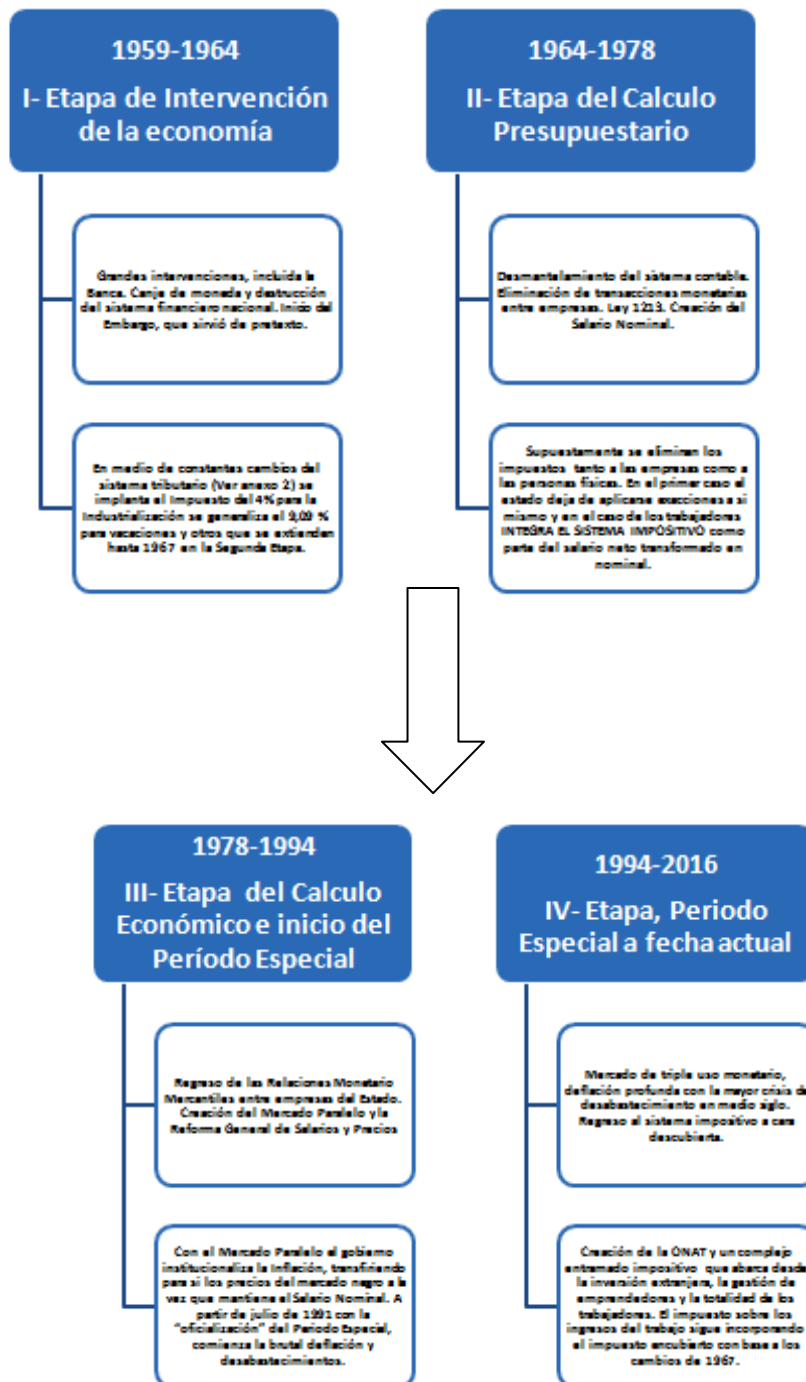 1959-1964
I- Etapa de Intervención
de la economía
Grandes intervenciones, incluida la
Banca. Canje de moneda y destrucción
del sistema financiero nacional. Inicio del
Embargo, que sirvió de pretexto.
En medio de constantes cambios del
sistema tributario (Ver anexo 2) se
implanta el Impuesto del 4% para la
Industrialización se generaliza el 9,09 %
para vacaciones y otros que se extienden
hasta 1967 en la Segunda Etapa.
1964-1978
II- Etapa del Calculo
Presupuestario
Desmantelamiento del sistema contable.
Eliminación de transacciones monetarias
entre empresas. Ley 1213. Creación del
Salario Nominal.
Supuestamente se eliminan los
impuestos tanto a las empresas como a
las personas físicas. En el primer caso el
estado deja de aplicarse exacciones a si
mismo y en el caso de los trabajadores
INTEGRA EL SISTEMA IMPOSITIVO como
parte del salario neto transformado en
nominal.
1978-1994
III- Etapa del Calculo
Económico e inicio del
Período Especial
Regreso de las Relaciones Monetario
Mercantiles entre empresas del Estado.
Creación del Mercado Paralelo y la
Reforma General de Salarios y Precios
Con el Mercado Paralelo el gobierno
institucionaliza la Inflación, transfiriendo
para si los precios del mercado negro a la
vez que mantiene el Salario Nominal. A
partir de julio de 1991 con la
"oficialización" del Periodo Especial,
comienza la brutal deflación y
desabastecimientos.
1994-2016
IV- Etapa, Periodo
Especial a fecha actual
Mercado de triple uso monetario,
deflación profunda con la mayor crisis de
desabastecimiento en medio siglo.
Regreso al sistema impositivo a cara
descubierta.
Creación de la ONAT y un complejo
entramado impositivo que abarca desde
la inversión extranjera, la gestión de
emprendedores y la totalidad de los
trabajadores. El impuesto sobre los
ingresos del trabajo sigue incorporando
el impuesto encubierto con base a los
cambios de 1967.